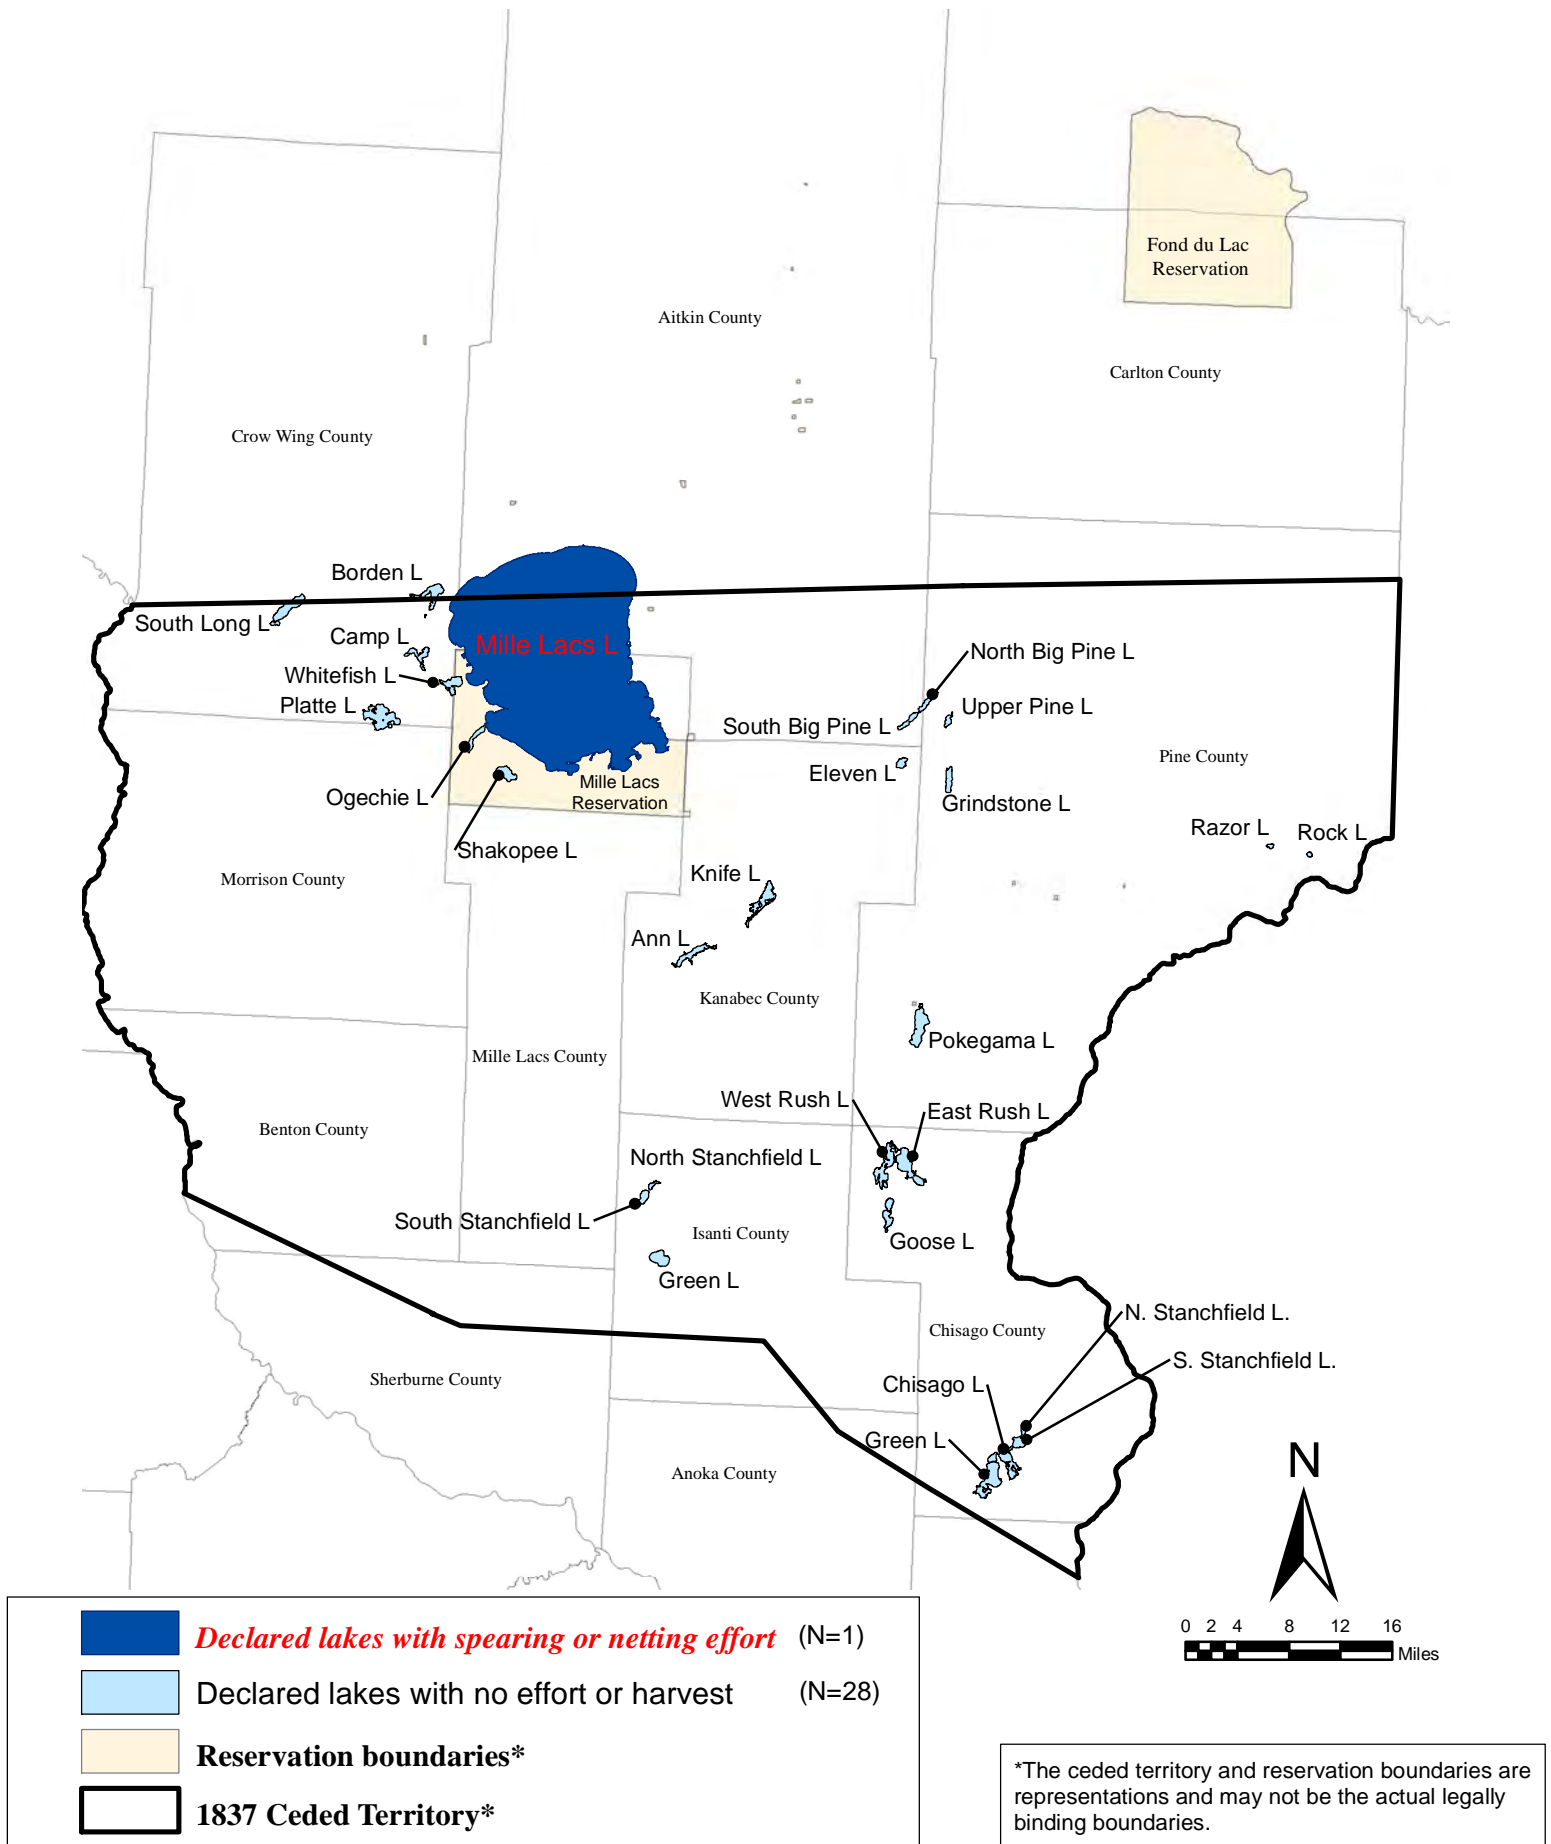 Fond du Lac
Reservation
Aitkin County
Carlton County
Crow Wing County
Borden L
South Long L
Camp L
Mille Lacs L
Whitefish L
Platte L
North Big Pine L
Upper Pine L
South Big Pine L
Pine County
Eleven L
Mille Lacs
Reservation
Ogechie L
Grindstone L
Razor L
Rock L
Shakopee L
Morrison County
Knife L
Ann L
Kanabec County
Pokegama L
Mille Lacs County
West Rush L
East Rush L
Benton County
North Stanchfield L
South Stanchfield L
Isanti County
Goose L
Green L
N. Stanchfield L.
Chisago County
S. Stanchfield L.
Sherburne County
Chisago L
Green L
Anoka County
N
0 2 4 8 12 16
Miles
Declared lakes with spearing or netting effort (N=1)
Declared lakes with no effort or harvest (N=28)
Reservation boundaries*
1837 Ceded Territory*
*The ceded territory and reservation boundaries are
representations and may not be the actual legally
binding boundaries.